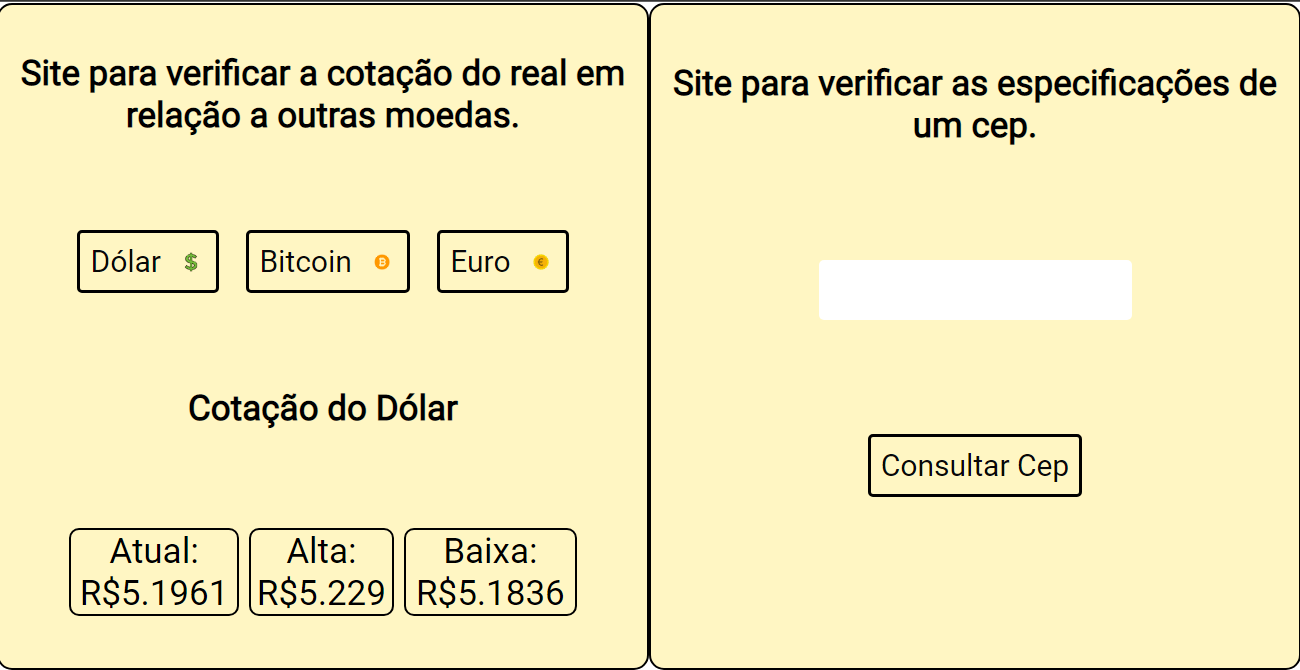 Site para verificar a cotação do real em
relação a outras moedas.
Dólar $
Bitcoin
Euro €
Cotação do Dólar
Atual:
R$5.1961
Alta:
R$5.229
Baixa:
R$5.1836
Site para verificar as especificações de
um cep.
Consultar Cep